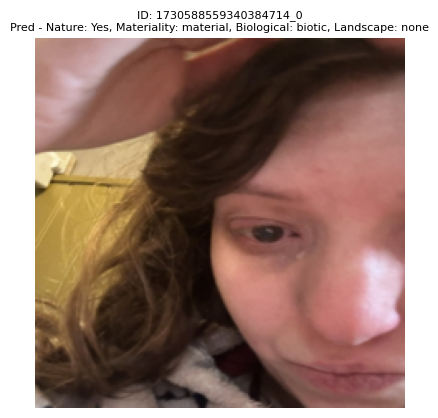 ID: 1730588559340384714_0
Pred - Nature: Yes, Materiality: material, Biological: biotic, Landscape: none